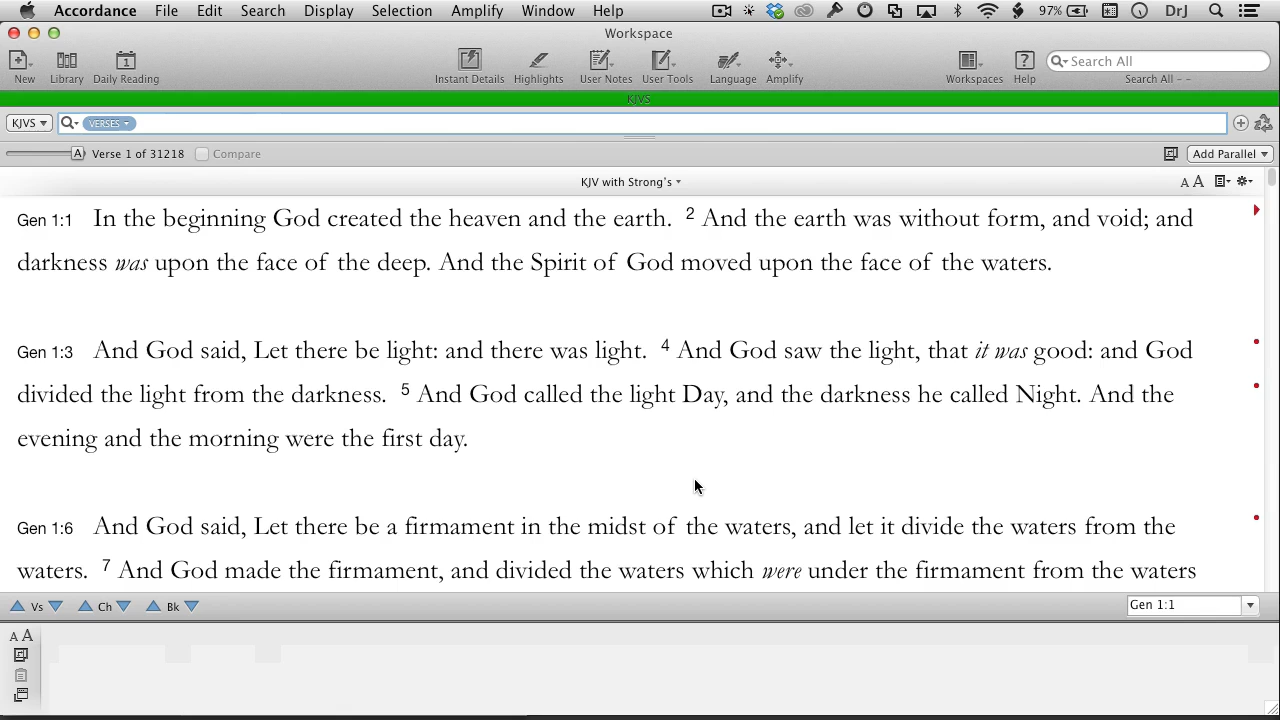 Accordance File Edit Search Display Selection Amplify Window Help 97% DrJ
Workspace
New Library Daily Reading Instant Details Highlights User Notes User Tools Language Amplify Workspaces Help Search All
Search All - -
KJVS
KJVS VERSES
A Verse 1 of 31218 Compare Add Parallel
KJV with Strong's A A
Gen 1:1 In the beginning God created the heaven and the earth. 2 And the earth was without form, and void; and
darkness was upon the face of the deep. And the Spirit of God moved upon the face of the waters.
Gen 1:3 And God said, Let there be light: and there was light. 4 And God saw the light, that it was good: and God
divided the light from the darkness. 5 And God called the light Day, and the darkness he called Night. And the
evening and the morning were the first day.
Gen 1:6 And God said, Let there be a firmament in the midst of the waters, and let it divide the waters from the
waters. 7 And God made the firmament, and divided the waters which were under the firmament from the waters
Vs Ch Bk Gen 1:1
A A